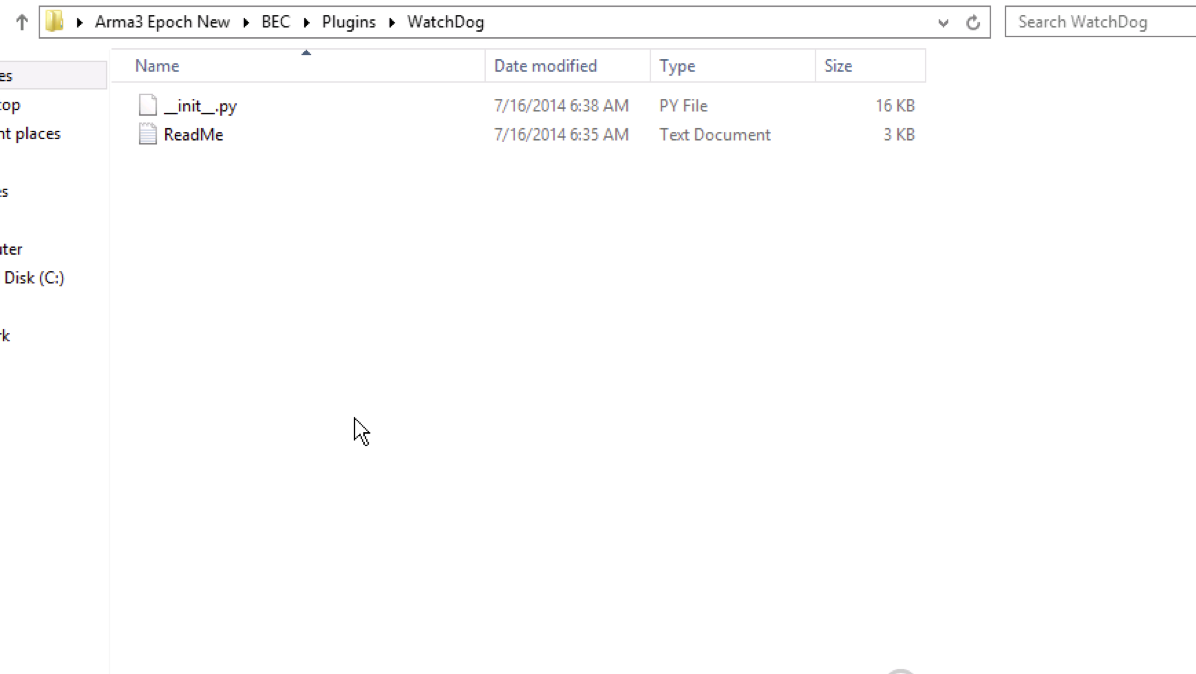 Arma3 Epoch New BEC Plugins WatchDog Search WatchDog
Name Date modified Type Size
es
top
nt places
es
uter
Disk (C:)
rk
__init__.py 7/16/2014 6:38 AM PY File 16 KB
ReadMe 7/16/2014 6:35 AM Text Document 3 KB